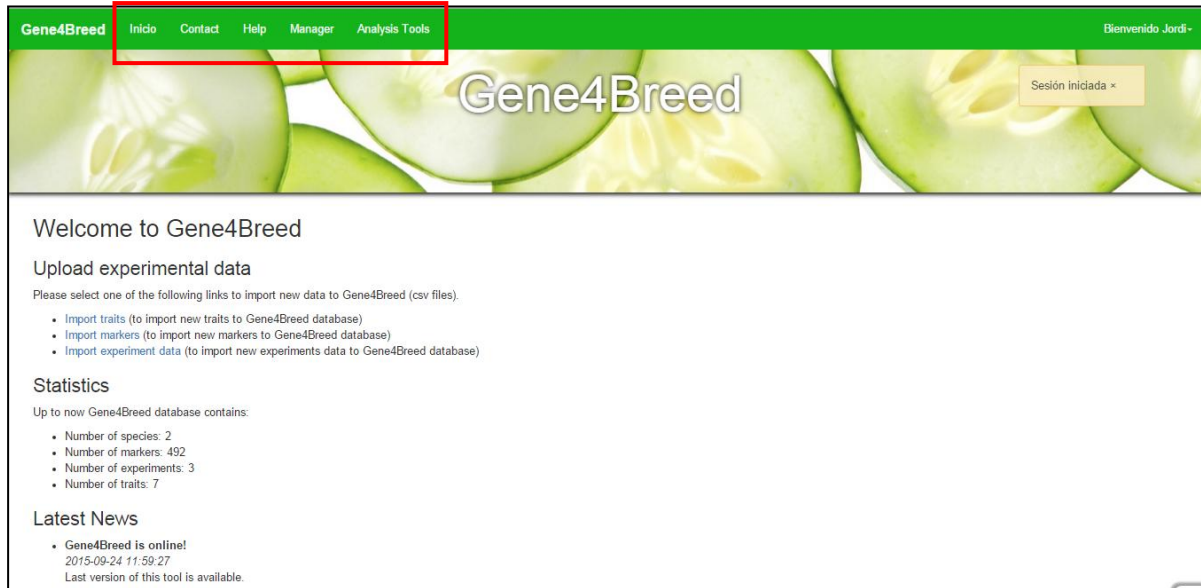 Gene4Breed Inicio Contact Help Manager Analysis Tools Bienvenido Jordi
Gene4Breed
Sesión iniciada ×
Welcome to Gene4Breed
Upload experimental data
Please select one of the following links to import new data to Gene4Breed (csv files).
• Import traits (to import new traits to Gene4Breed database)
• Import markers (to import new markers to Gene4Breed database)
• Import experiment data (to import new experiments data to Gene4Breed database)
Statistics
Up to now Gene4Breed database contains:
• Number of species: 2
• Number of markers: 492
• Number of experiments: 3
• Number of traits: 7
Latest News
• Gene4Breed is online!
2015-09-24 11:59:27
Last version of this tool is available.